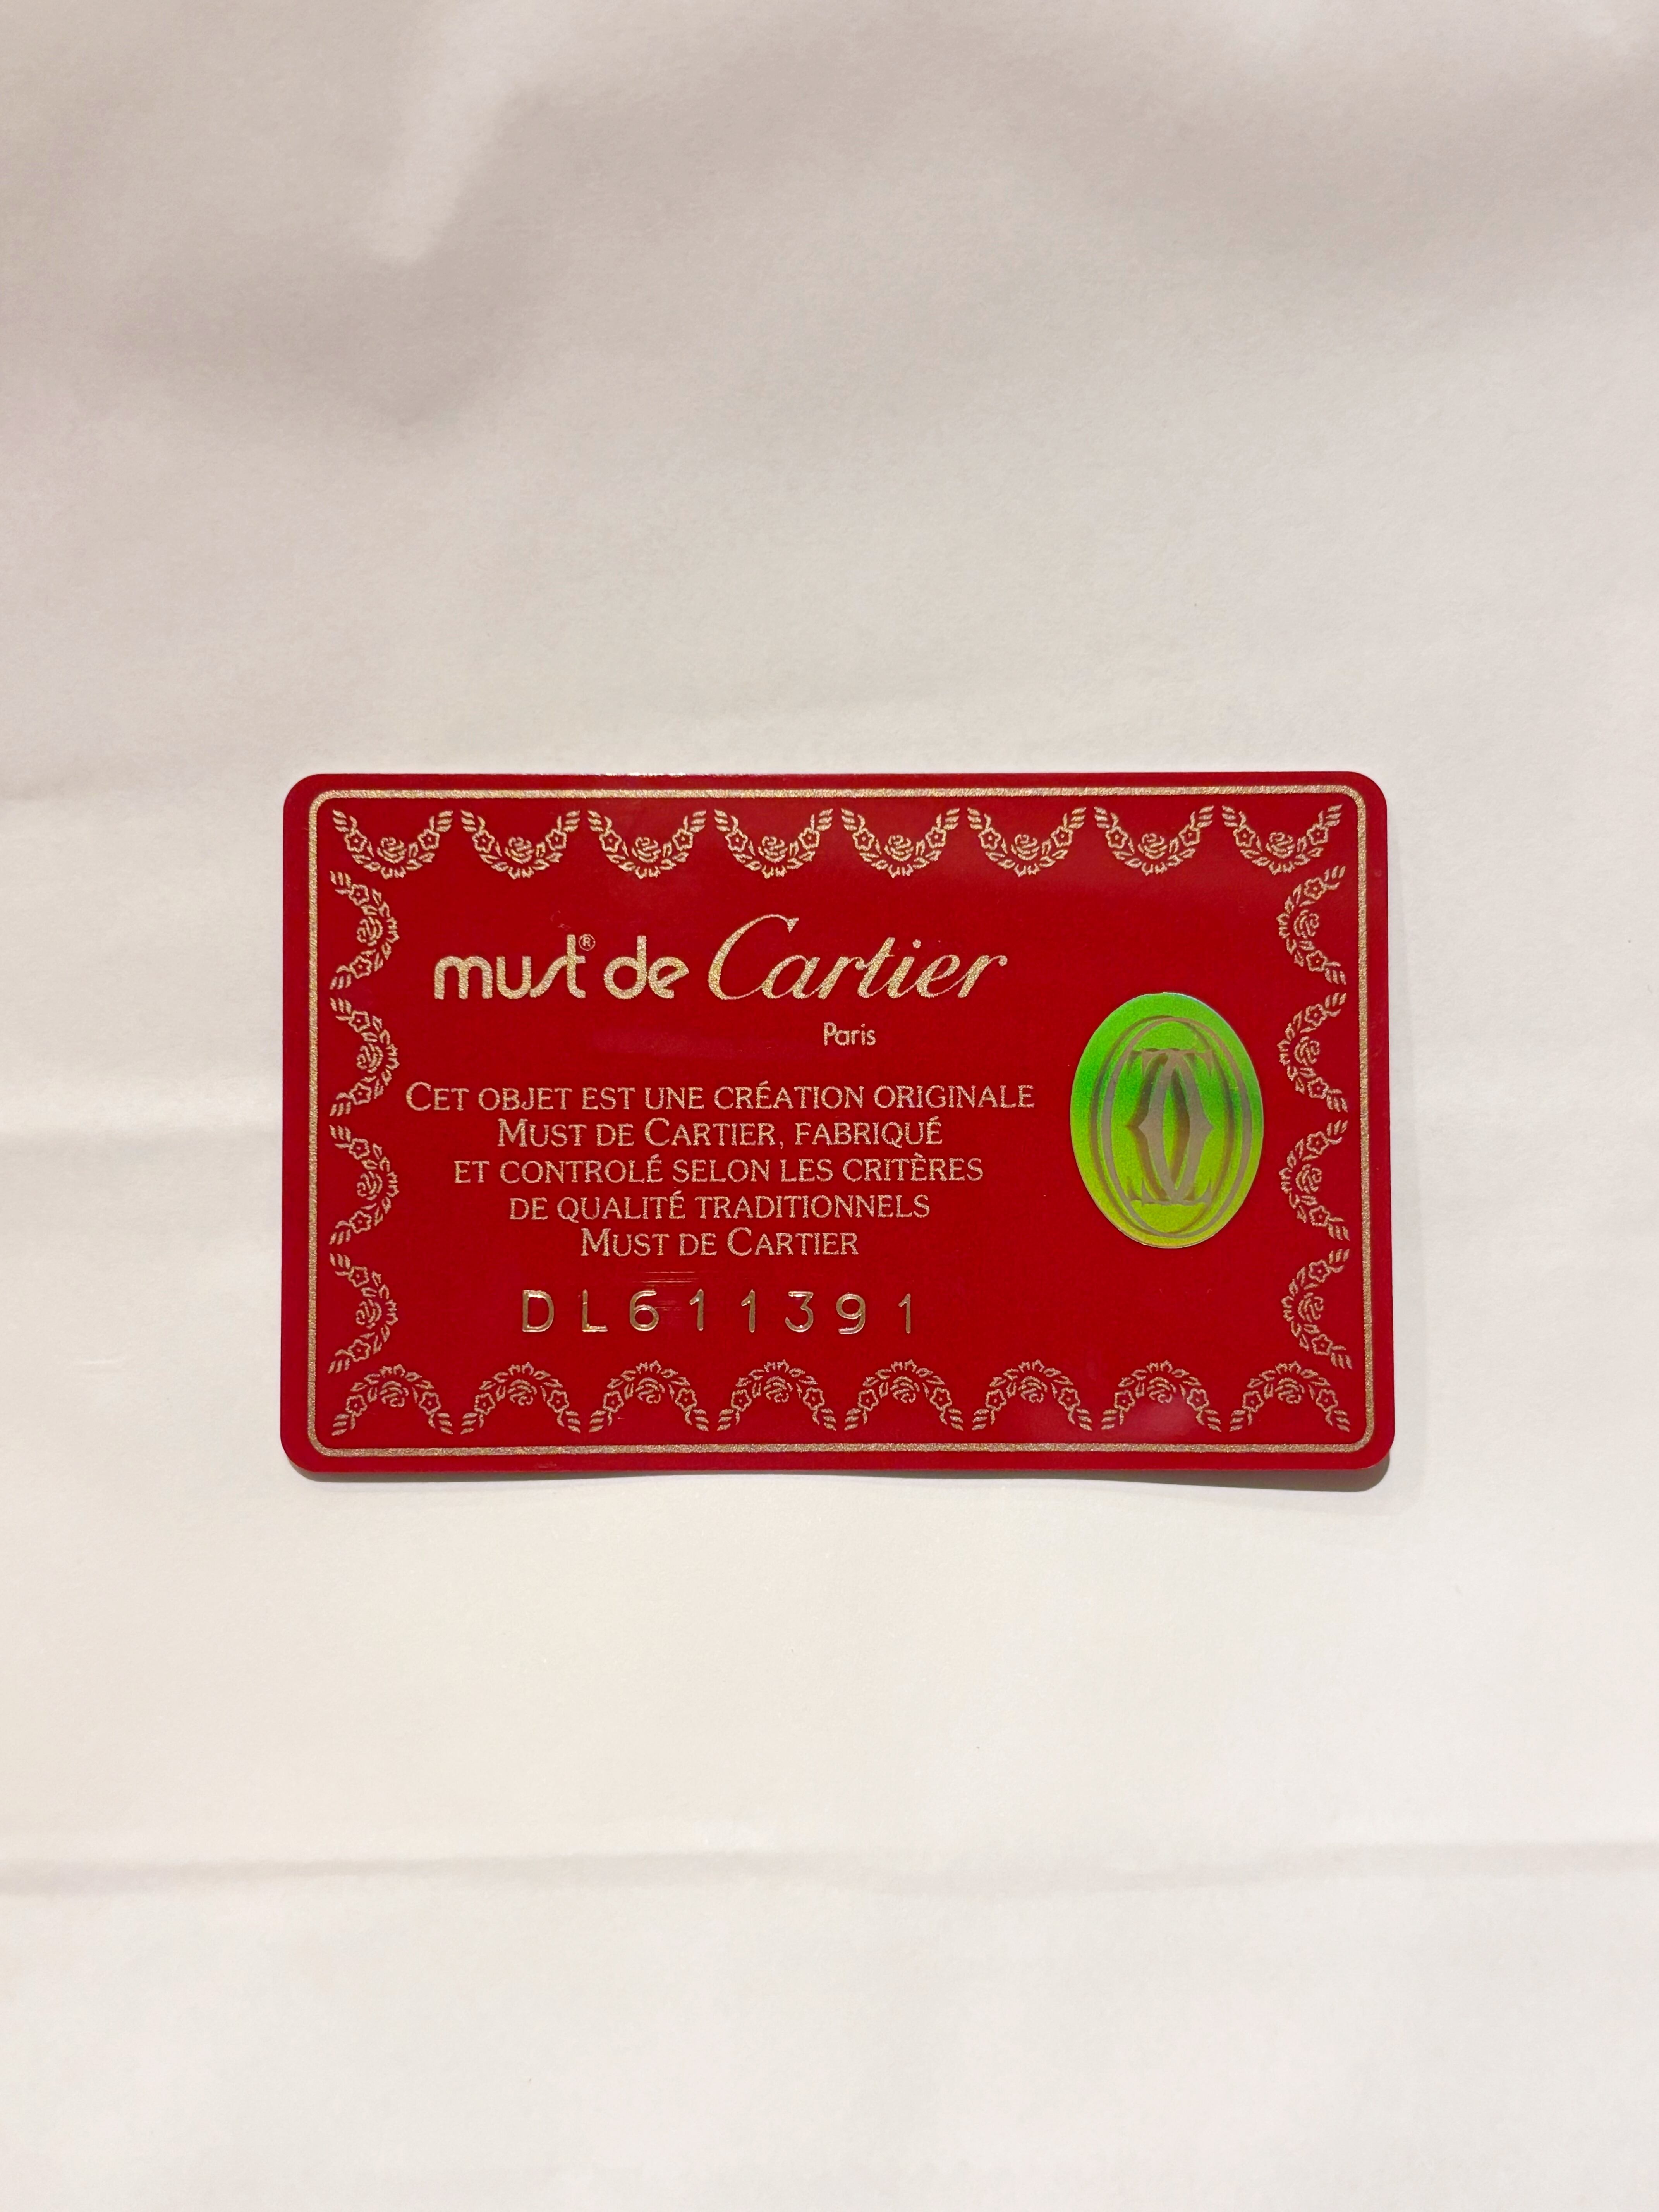 must® de Cartier
Paris
CET OBJET EST UNE CRÉATION ORIGINALE
MUST DE CARTIER, FABRIQUÉ
ET CONTROLÉ SELON LES CRITÈRES
DE QUALITÉ TRADITIONNELS
MUST DE CARTIER
DL611391